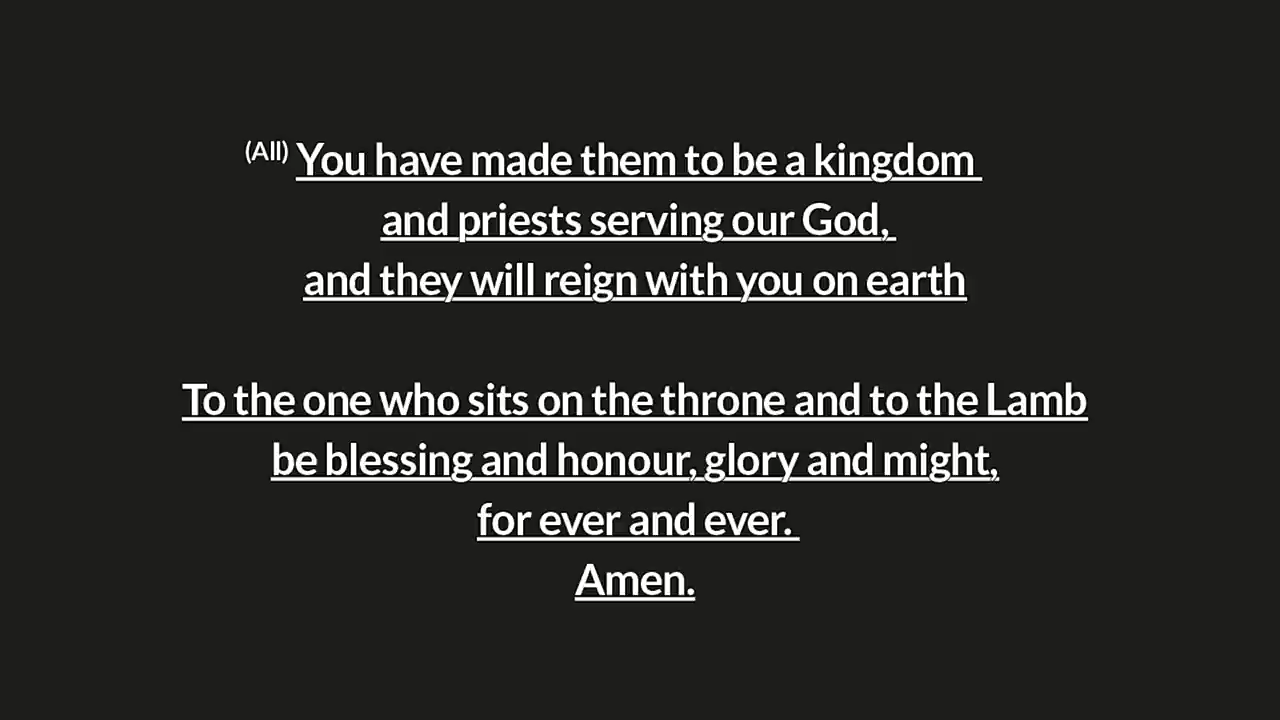 (All) You have made them to be a kingdom
and priests serving our God,
and they will reign with you on earth
To the one who sits on the throne and to the Lamb
be blessing and honour, glory and might,
for ever and ever.
Amen.